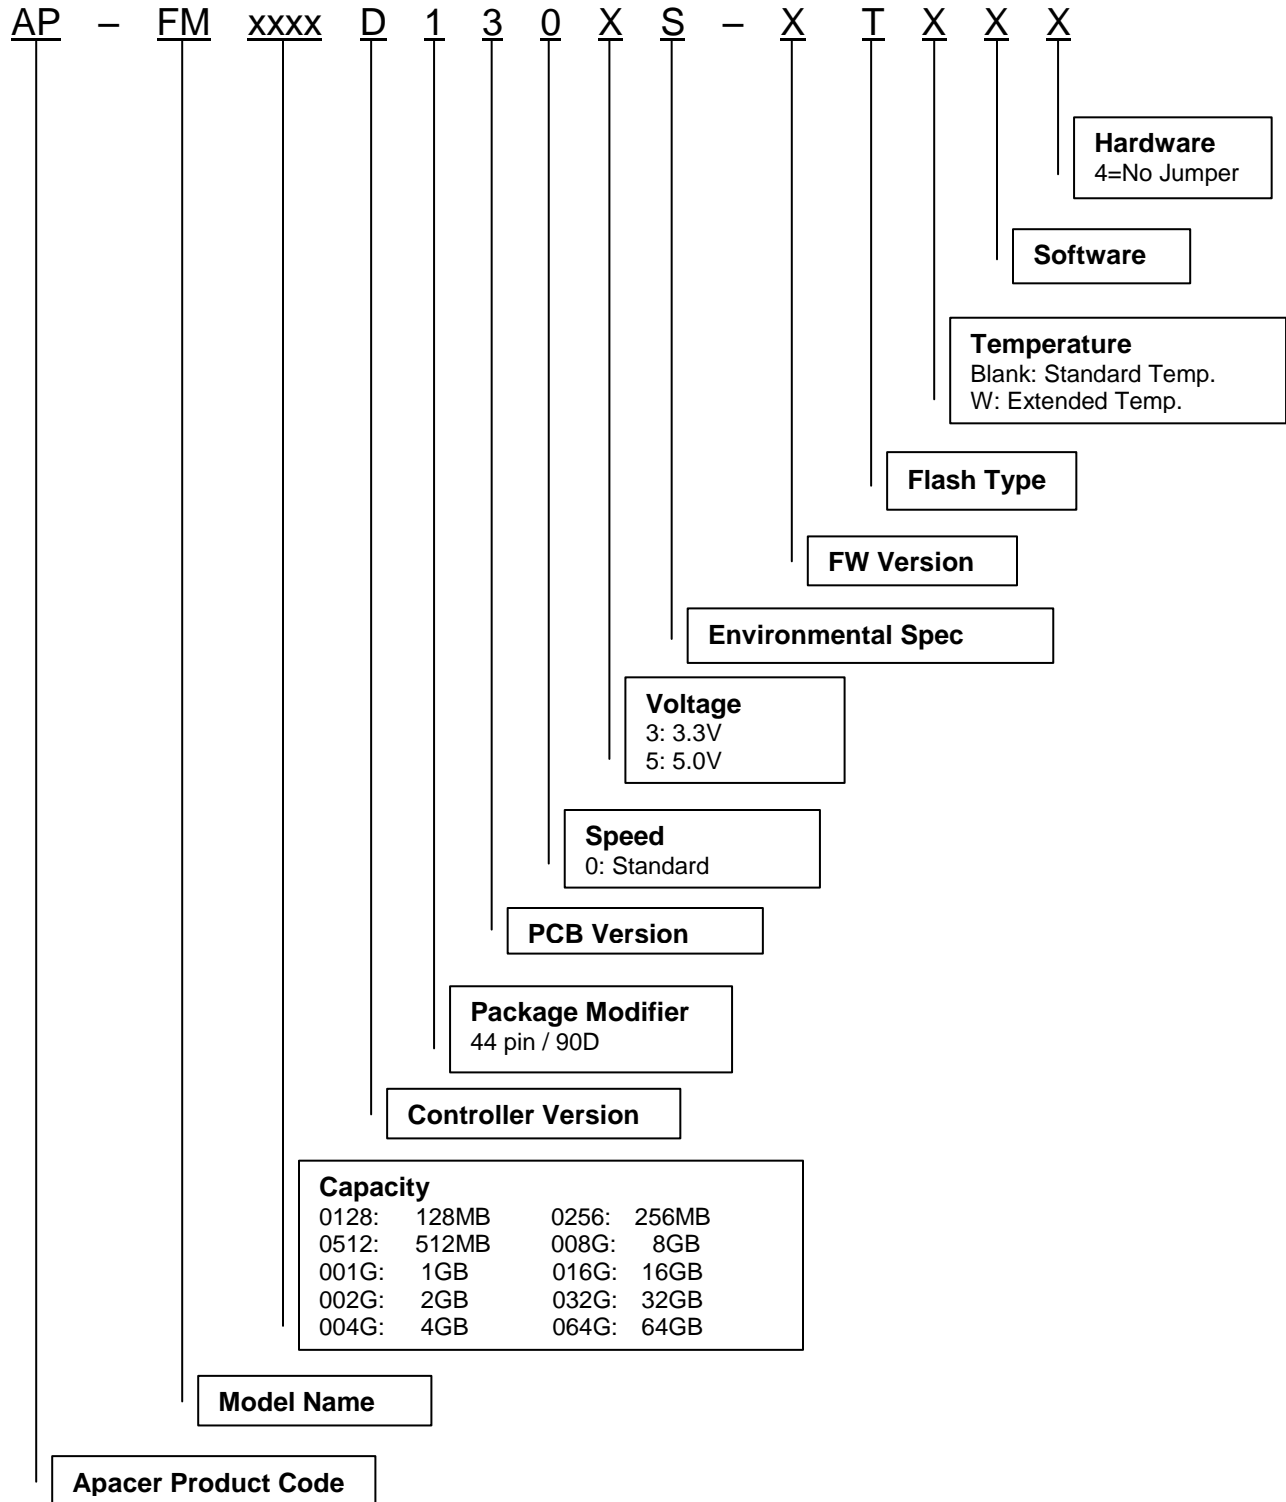 AP – FM xxxx D 1 3 0 X S – X T X X X
Hardware
4=No Jumper
Software
Temperature
Blank: Standard Temp.
W: Extended Temp.
Flash Type
FW Version
Environmental Spec
Voltage
3: 3.3V
5: 5.0V
Speed
0: Standard
PCB Version
Package Modifier
44 pin / 90D
Controller Version
Capacity
0128: 128MB 0256: 256MB
0512: 512MB 008G: 8GB
001G: 1GB 016G: 16GB
002G: 2GB 032G: 32GB
004G: 4GB 064G: 64GB
Model Name
Apacer Product Code